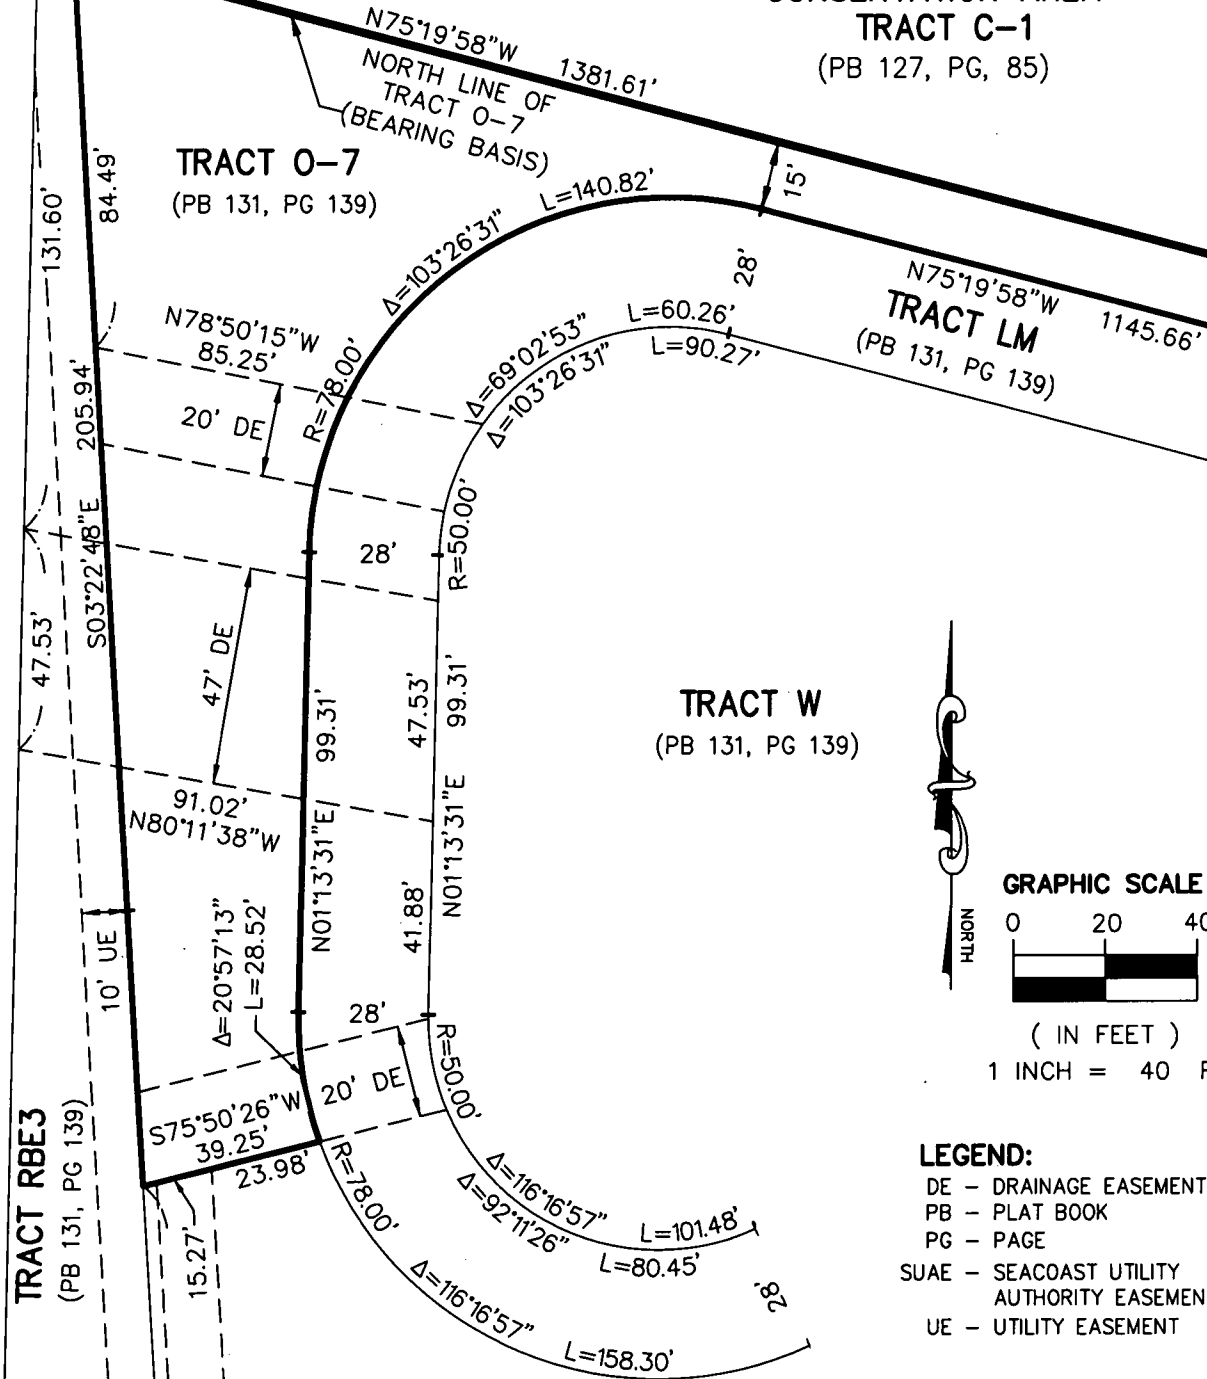 TRACT C-1
(PB 127, PG, 85)
N75°19'58"W 1381.61'
NORTH LINE OF
TRACT O-7
(BEARING BASIS)
TRACT O-7
(PB 131, PG 139)
131.60'
84.49'
L=140.82'
Δ=103°26'31"
R=78.00'
15'
28'
N75°19'58"W 1145.66'
TRACT LM
(PB 131, PG 139)
L=60.26'
Δ=69°02'53"
L=90.27'
Δ=103°26'31"
N78°50'15"W
85.25'
20' DE
205.94'
S03°22'48"E
R=50.00'
28'
47.53'
47' DE
99.31'
N01°13'31"E
47.53'
99.31'
N01°13'31"E
41.88'
TRACT W
(PB 131, PG 139)
91.02'
N80°11'38"W
10' UE
Δ=20°57'13"
L=28.52'
28'
20' DE
R=50.00'
S75°50'26"W
39.25'
23.98'
15.27'
R=78.00'
TRACT RBE3
(PB 131, PG 139)
Δ=116°16'57"
L=101.48'
Δ=92°11'26"
L=80.45'
28'
Δ=116°16'57"
L=158.30'
NORTH
GRAPHIC SCALE
0 20 40
( IN FEET )
1 INCH = 40 F
LEGEND:
DE – DRAINAGE EASEMENT
PB – PLAT BOOK
PG – PAGE
SUAE – SEACOAST UTILITY
AUTHORITY EASEMEN
UE – UTILITY EASEMENT